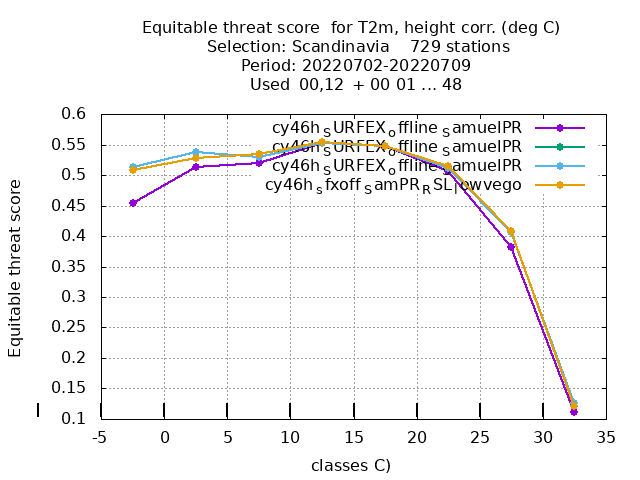 Equitable threat score  for T2m, height corr. (deg C)
Selection: Scandinavia    729 stations
Period: 20220702-20220709
Used  00,12  + 00 01 ... 48
cy46h_SURFEX_offline_SamuelPR
cy46h_SURFEX_offline_SamuelPR
cy46h_SURFEX_offline_SamuelPR
cy46h_sfxoff_SamPR_RSL_lowvego
Equitable threat score
0.6
0.55
0.5
0.45
0.4
0.35
0.3
0.25
0.2
0.15
0.1
-5
0
5
10
15
20
25
30
35
classes C)